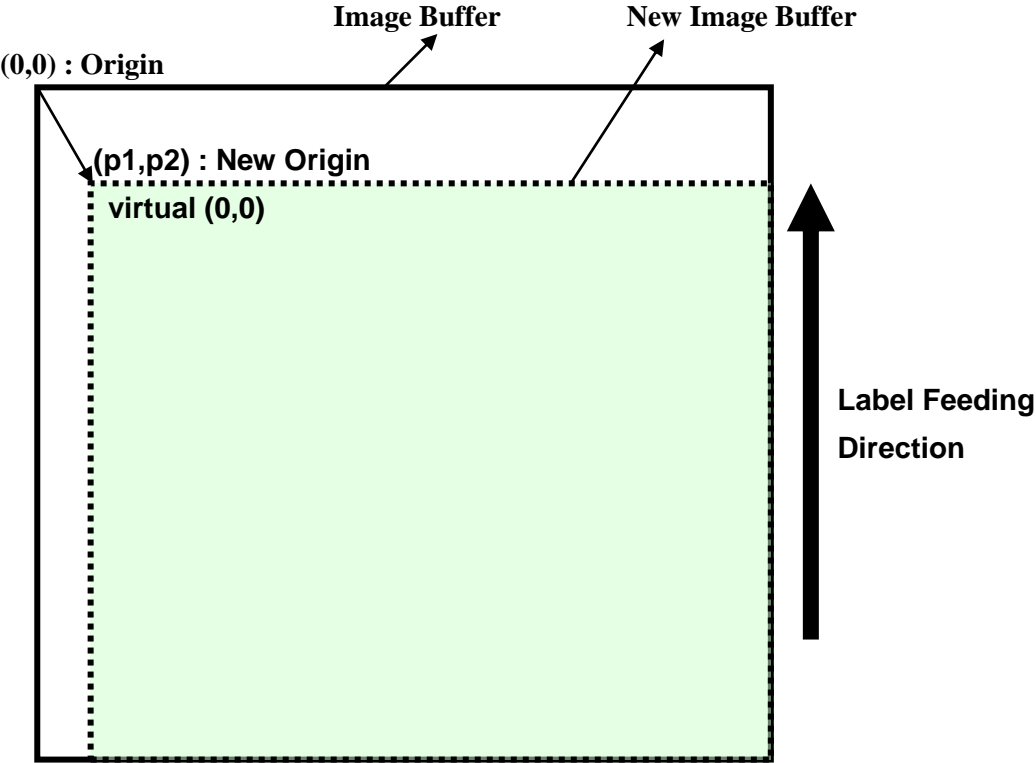 Image Buffer
New Image Buffer
(0,0) : Origin
(p1,p2) : New Origin
virtual (0,0)
Label Feeding
Direction